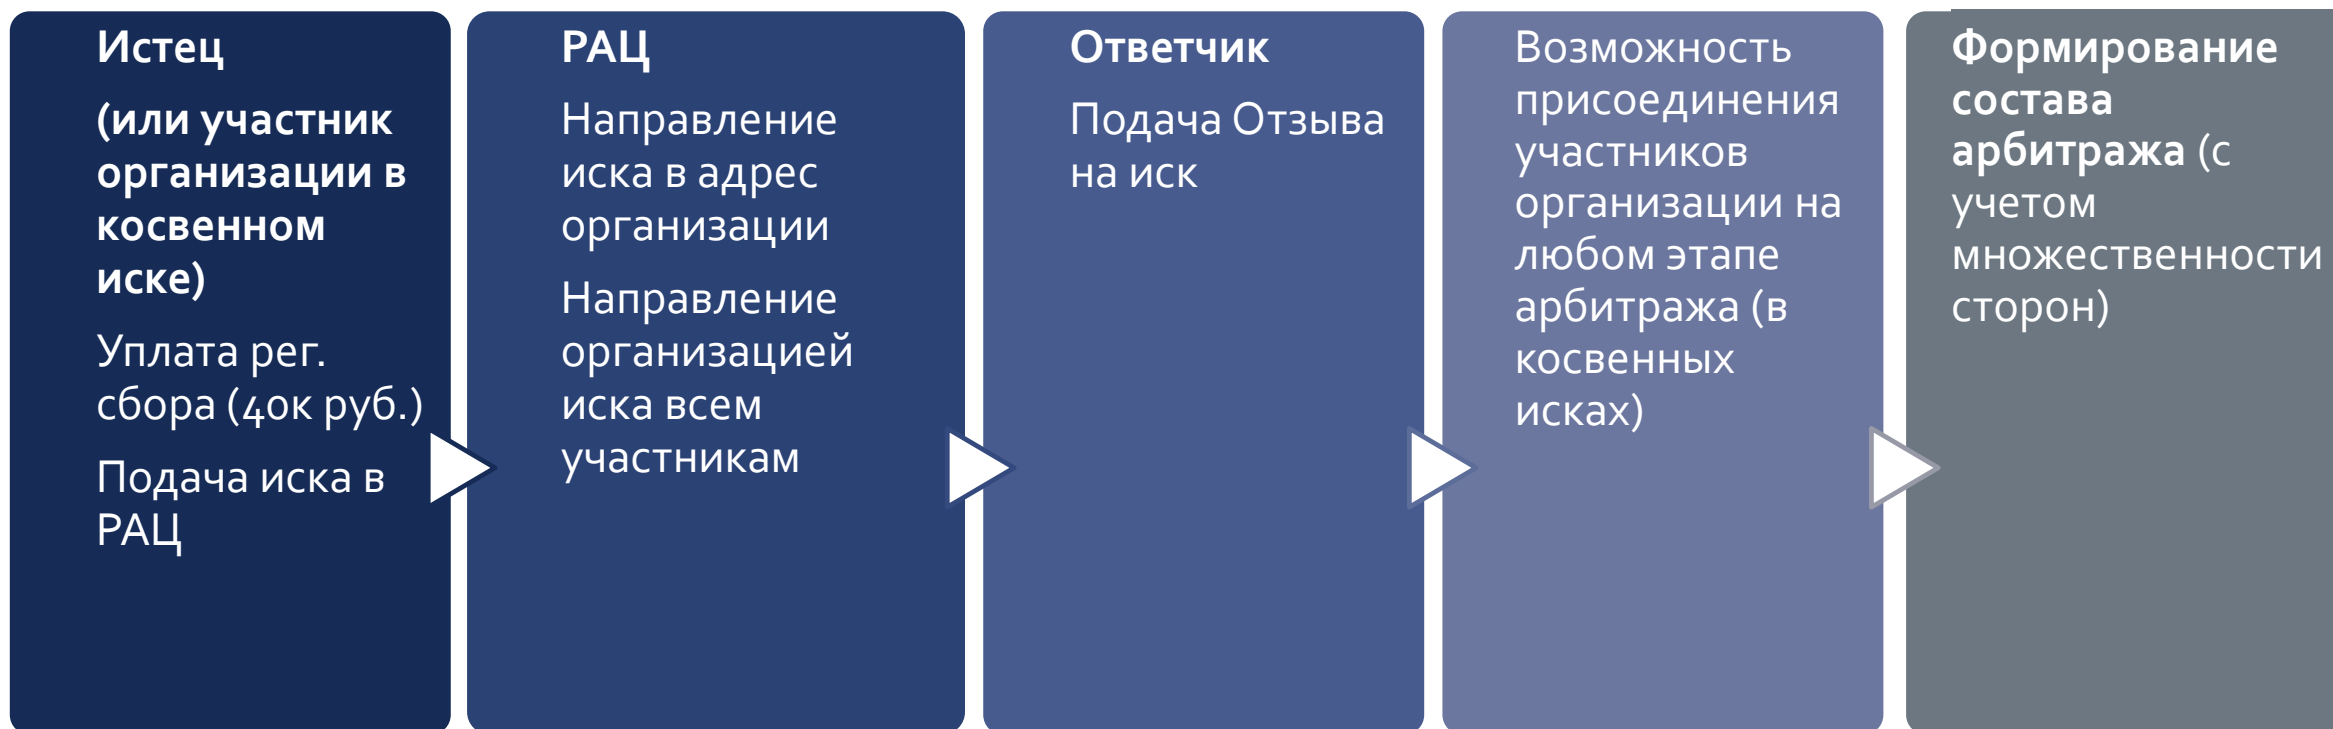 Истец
(или участник
организации в
косвенном
иске)
Уплата рег.
сбора (40к руб.)
Подача иска в
РАЦ
РАЦ
Направление
иска в адрес
организации
Направление
организацией
иска всем
участникам
Ответчик
Подача Отзыва
на иск
Возможность
присоединения
участников
организации на
любом этапе
арбитража (в
косвенных
исках)
Формирование
состава
арбитража (с
учетом
множественности
сторон)